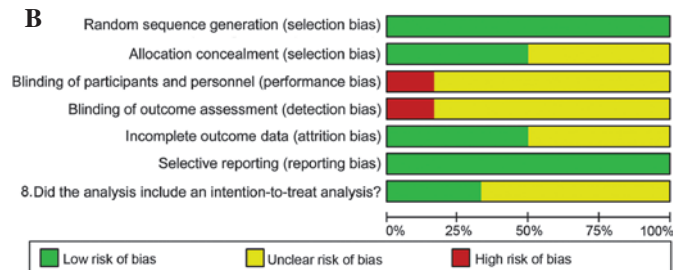 B
Random sequence generation (selection bias)
Allocation concealment (selection bias)
Blinding of participants and personnel (performance bias)
Blinding of outcome assessment (detection bias)
Incomplete outcome data (attrition bias)
Selective reporting (reporting bias)
8.Did the analysis include an intention-to-treat analysis?
0% 25% 50% 75% 100%
Low risk of bias Unclear risk of bias High risk of bias